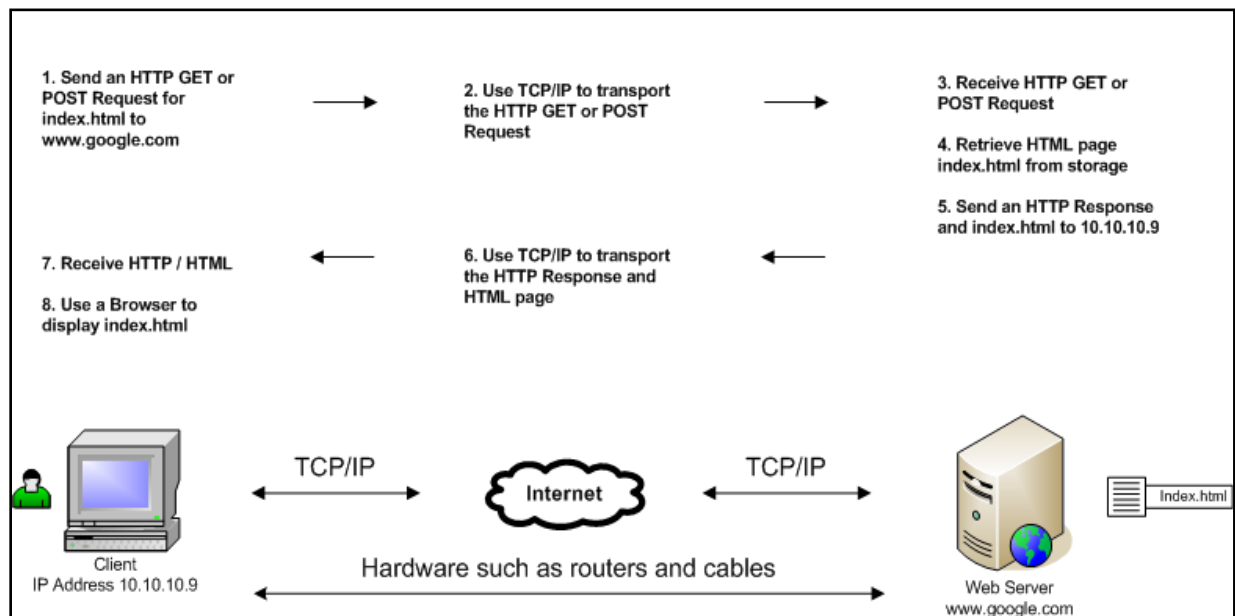 1. Send an HTTP GET or
POST Request for
index.html to
www.google.com
2. Use TCP/IP to transport
the HTTP GET or POST
Request
3. Receive HTTP GET or
POST Request
4. Retrieve HTML page
index.html from storage
5. Send an HTTP Response
and index.html to 10.10.10.9
6. Use TCP/IP to transport
the HTTP Response and
HTML page
7. Receive HTTP / HTML
8. Use a Browser to
display index.html
TCP/IP
Internet
TCP/IP
Index.html
Client
IP Address 10.10.10.9
Hardware such as routers and cables
Web Server
www.google.com